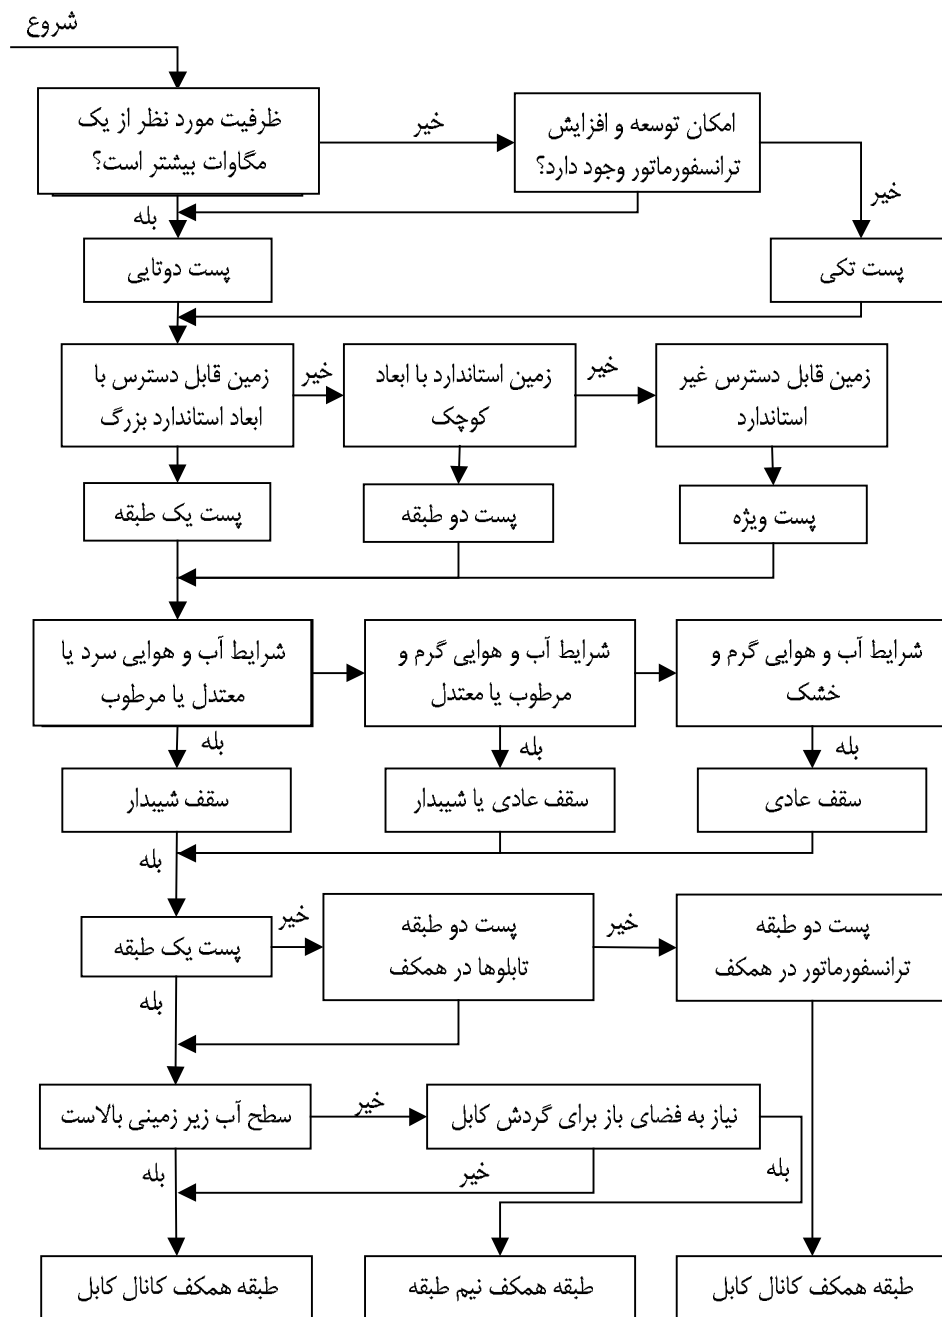 شروع
ظرفیت مورد نظر از یک
مگاوات بیشتر است؟
خیر
امکان توسعه و افزایش
ترانسفورماتور وجود دارد؟
خیر
بله
پست دوتایی
پست تکی
زمین قابل دسترس با
ابعاد استاندارد بزرگ
خیر
زمین استاندارد با ابعاد
کوچک
خیر
زمین قابل دسترس غیر
استاندارد
پست یک طبقه
پست دو طبقه
پست ویژه
شرایط آب و هوایی سرد یا
معتدل یا مرطوب
شرایط آب و هوایی گرم و
مرطوب یا معتدل
شرایط آب و هوایی گرم و
خشک
بله
بله
بله
سقف شیبدار
سقف عادی یا شیبدار
سقف عادی
بله
پست یک طبقه
خیر
پست دو طبقه
تابلوها در همکف
خیر
پست دو طبقه
ترانسفورماتور در همکف
بله
سطح آب زیر زمینی بالاست
خیر
نیاز به فضای باز برای گردش کابل
بله
خیر
بله
طبقه همکف کانال کابل
طبقه همکف نیم طبقه
طبقه همکف کانال کابل